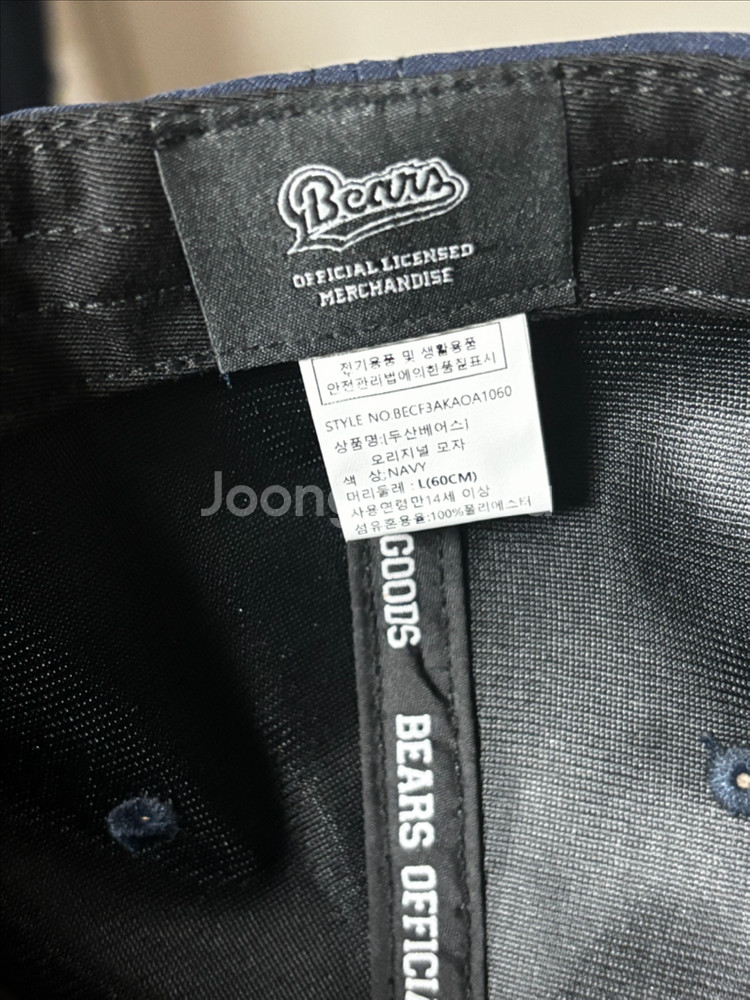 Bears
OFFICIAL LICENSED
MERCHANDISE
전기용품 및 생활용품
안전관리법에의한품질표시
STYLE NO.BECF3AKAOA1060
상품명:[두산베어스]
오리지널 모자
색 상:NAVY
머리둘레 : L(60CM)
사용연령만14세 이상
섬유혼용율:100%폴리에스터
Joong
GOODS
BEARS OFFICIA